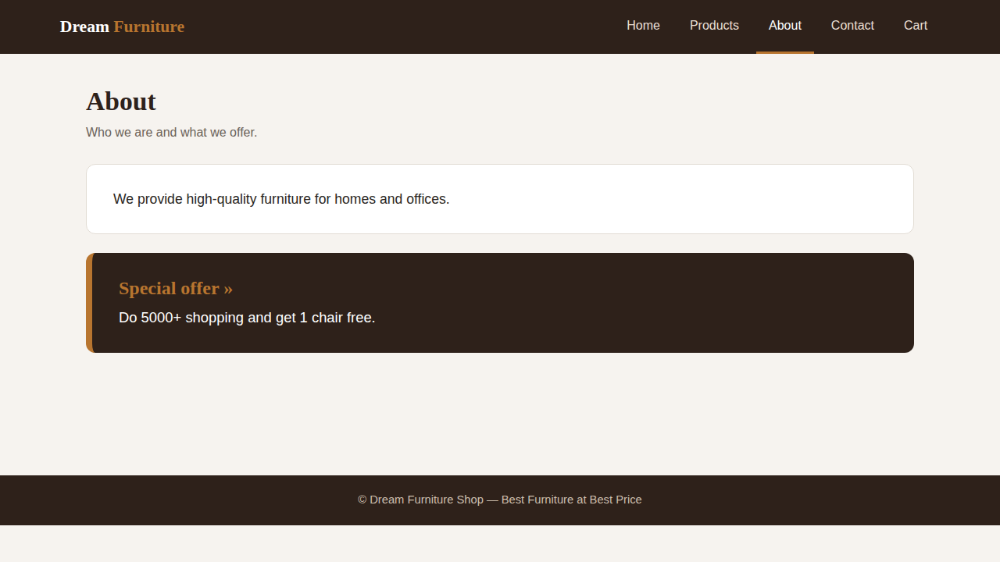 Dream Furniture
Home Products About Contact Cart
About
Who we are and what we offer.
We provide high-quality furniture for homes and offices.
Special offer »
Do 5000+ shopping and get 1 chair free.
© Dream Furniture Shop — Best Furniture at Best Price